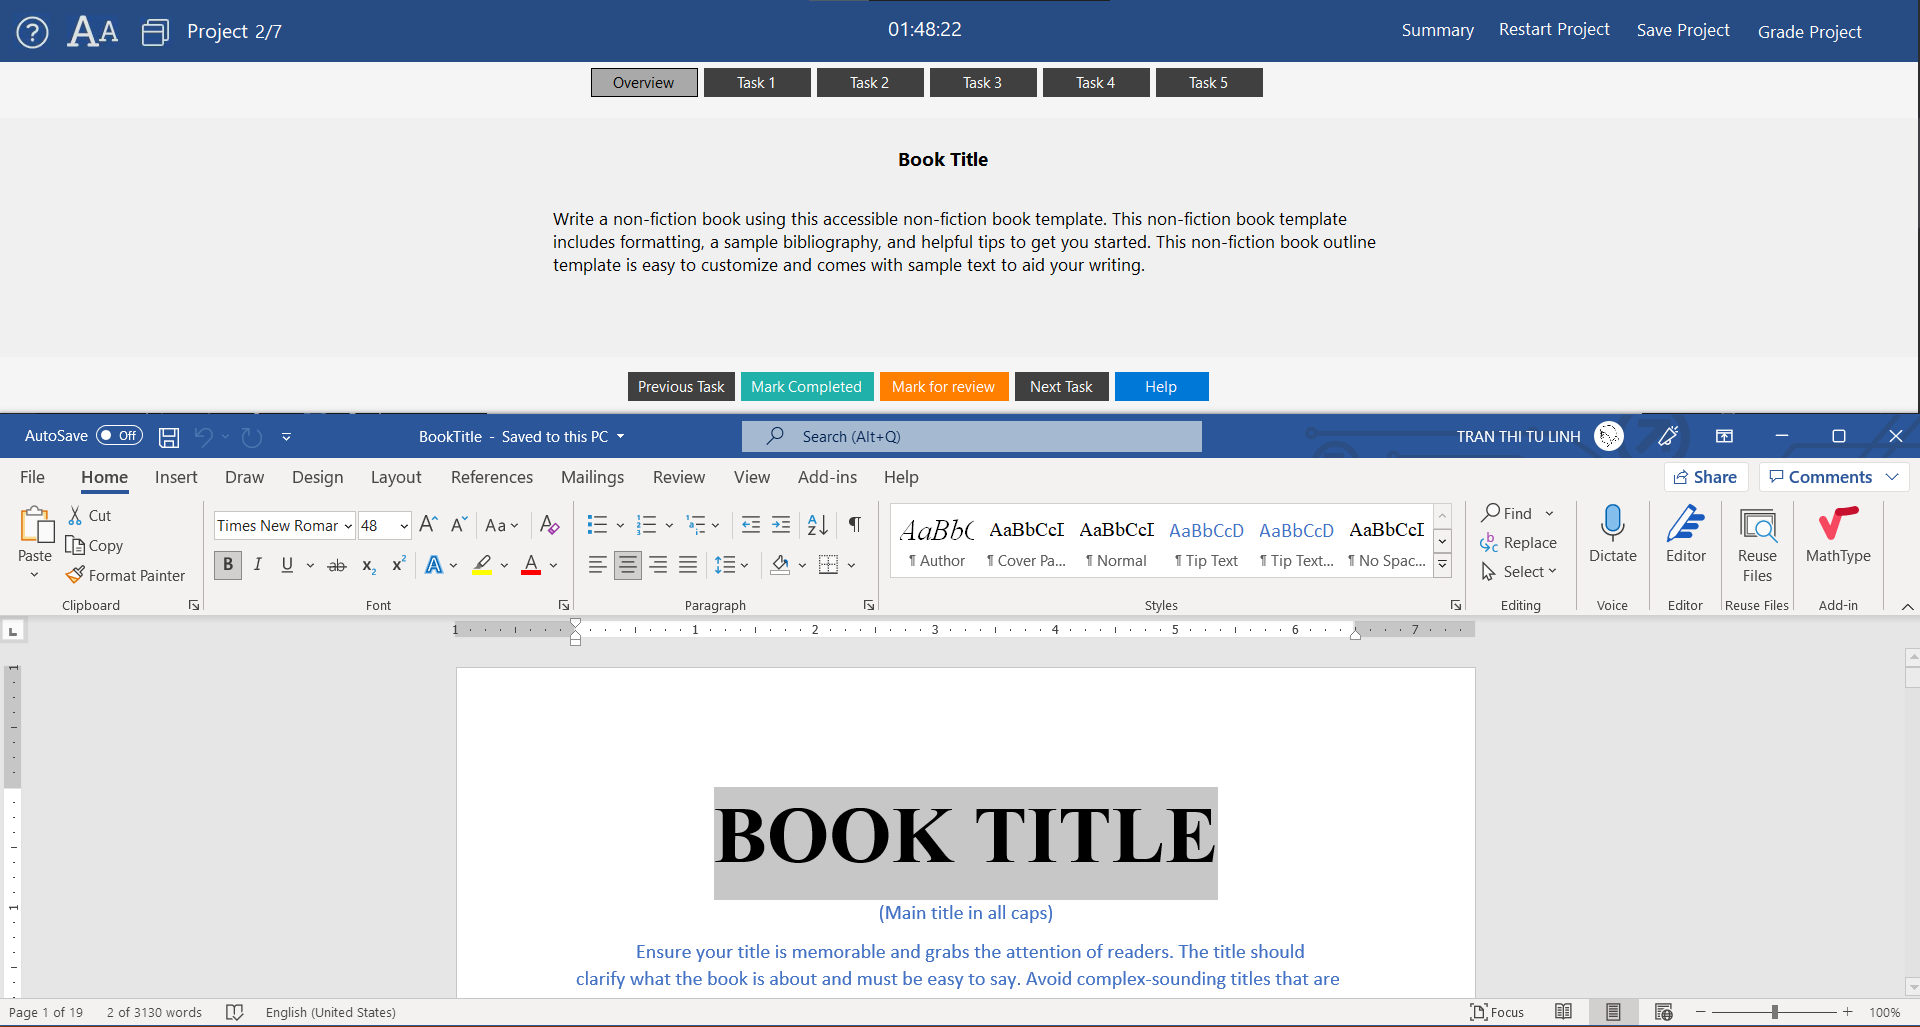 Project 2/7
01:48:22
Summary
Restart Project
Save Project
Grade Project
Overview
Task 1
Task 2
Task 3
Task 4
Task 5
Book Title
Write a non-fiction book using this accessible non-fiction book template. This non-fiction book template
includes formatting, a sample bibliography, and helpful tips to get you started. This non-fiction book outline
template is easy to customize and comes with sample text to aid your writing.
Previous Task
Mark Completed
Mark for review
Next Task
Help
AutoSave Off
BookTitle - Saved to this PC
Search (Alt+Q)
TRAN THI TU LINH
File Home Insert Draw Design Layout References Mailings Review View Add-ins Help
Share
Comments
Paste
Cut
Copy
Format Painter
Clipboard
Times New Romar
48
Font
Paragraph
AaBbC
¶ Author
AaBbCcI
¶ Cover Pa...
AaBbCcI
¶ Normal
AaBbCcD
¶ Tip Text
AaBbCcD
¶ Tip Text...
AaBbCcI
¶ No Spac...
Styles
Find
Replace
Select
Editing
Dictate
Voice
Editor
Editor
Reuse
Files
Reuse Files
MathType
Add-in
1 1 2 3 4 5 6 7
BOOK TITLE
(Main title in all caps)
Ensure your title is memorable and grabs the attention of readers. The title should
clarify what the book is about and must be easy to say. Avoid complex-sounding titles that are
Page 1 of 19
2 of 3130 words
English (United States)
Focus
100%